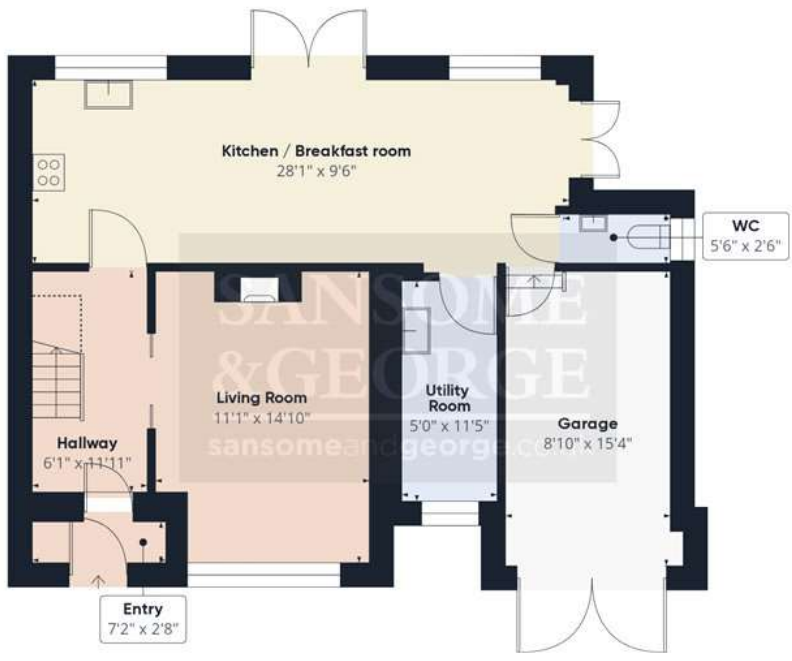 Kitchen / Breakfast room
28'1" x 9'6"
WC
5'6" x 2'6"
SANSOME
&GEORGE
sansomeandgeorge.co
Living Room
11'1" x 14'10"
Utility
Room
5'0" x 11'5"
Garage
8'10" x 15'4"
Hallway
6'1" x 11'11"
Entry
7'2" x 2'8"